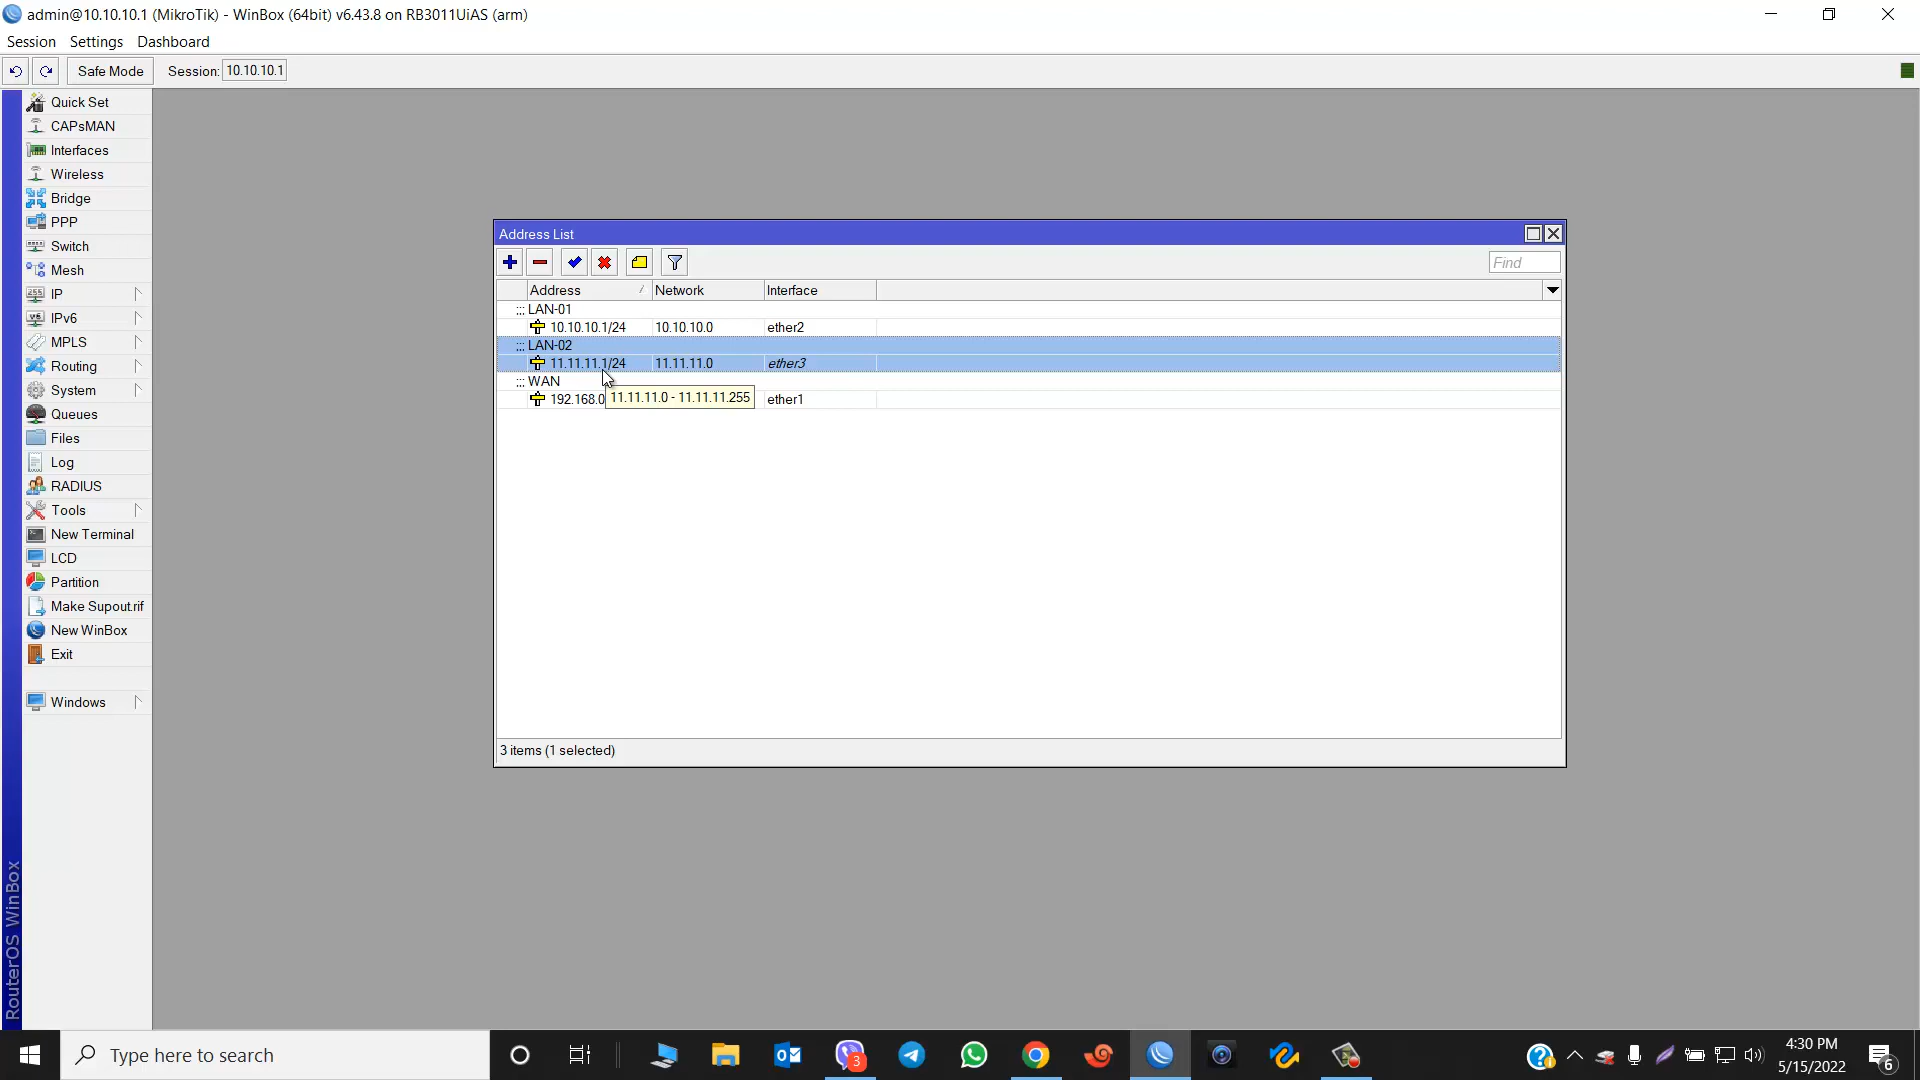 admin@10.10.10.1 (MikroTik) - WinBox (64bit) v6.43.8 on RB3011UiAS (arm)
Session Settings Dashboard
Safe Mode Session: 10.10.10.1
Quick Set
CAPsMAN
Interfaces
Wireless
Bridge
PPP
Switch
Mesh
IP
IPv6
MPLS
Routing
System
Queues
Files
Log
RADIUS
Tools
New Terminal
LCD
Partition
Make Supout.rif
New WinBox
Exit
Windows
RouterOS WinBox
Address List
Find
Address Network Interface
;;; LAN-01
10.10.10.1/24 10.10.10.0 ether2
;;; LAN-02
11.11.11.1/24 11.11.11.0 ether3
;;; WAN
192.168.0 ether1
11.11.11.0 - 11.11.11.255
3 items (1 selected)
Type here to search
3
4:30 PM
5/15/2022
6